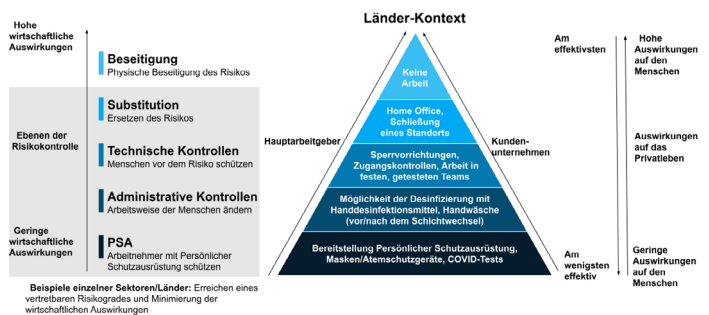 Länder-Kontext
Hohe
wirtschaftliche
Auswirkungen
Ebenen der
Risikokontrolle
Geringe
wirtschaftliche
Auswirkungen
Beseitigung
Physische Beseitigung des Risikos
Substitution
Ersetzen des Risikos
Technische Kontrollen
Menschen vor dem Risiko schützen
Administrative Kontrollen
Arbeitsweise der Menschen ändern
PSA
Arbeitnehmer mit Persönlicher
Schutzausrüstung schützen
Hauptarbeitgeber
Keine
Arbeit
Home Office,
Schließung
eines Standorts
Sperrvorrichtungen,
Zugangskontrollen, Arbeit in
festen, getesteten Teams
Möglichkeit der Desinfizierung mit
Handdesinfektionsmittel, Handwäsche
(vor/nach dem Schichtwechsel)
Bereitstellung Persönlicher Schutzausrüstung,
Masken/Atemschutzgeräte, COVID-Tests
Kunden-
unternehmen
Am
effektivsten
Am
wenigsten
effektiv
Hohe
Auswirkungen
auf den
Menschen
Auswirkungen
auf das
Privatleben
Geringe
Auswirkungen
auf den
Menschen
Beispiele einzelner Sektoren/Länder: Erreichen eines
vertretbaren Risikogrades und Minimierung der
wirtschaftlichen Auswirkungen